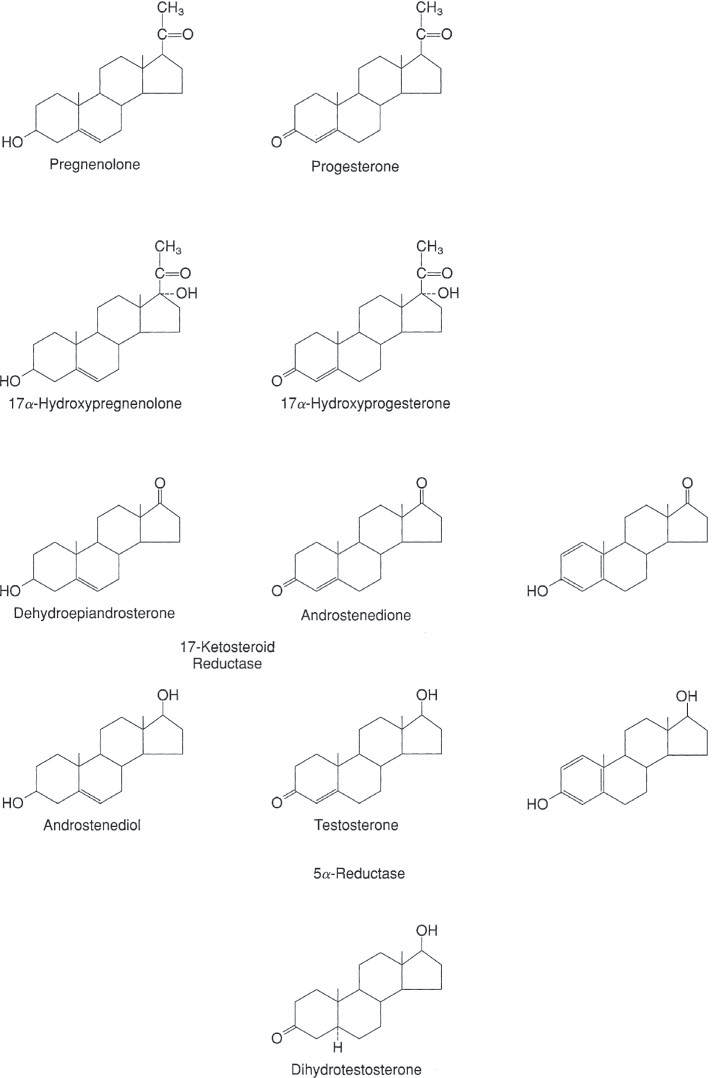 CH3 CH3
C=O C=O
HO O
Pregnenolone Progesterone
CH3 CH3
C=O C=O
OH OH
HO O
17α-Hydroxypregnenolone 17α-Hydroxyprogesterone
O O O
HO O HO
Dehydroepiandrosterone Androstenedione
17-Ketosteroid
Reductase
OH OH OH
HO O HO
Androstenediol Testosterone
5α-Reductase
OH
O
H
Dihydrotestosterone